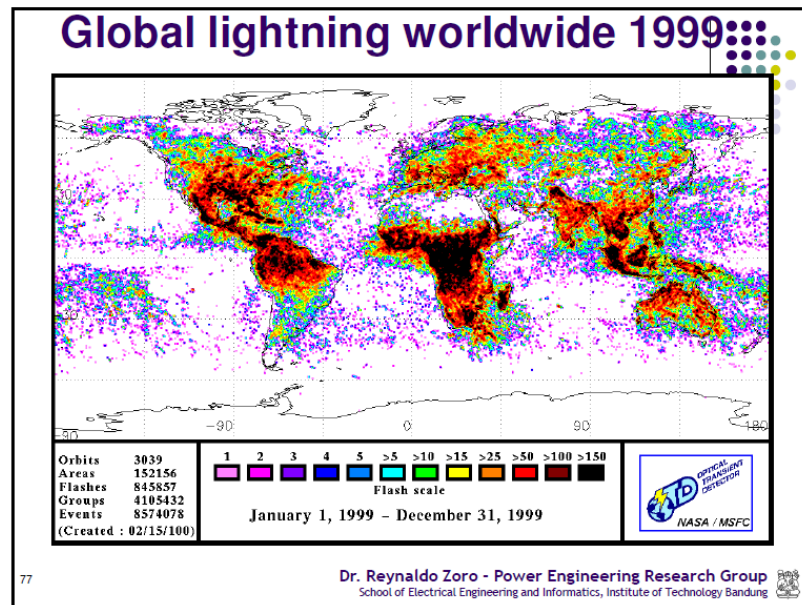 Global lightning worldwide 1999
-90
0
90
180
-90
Orbits 3039
Areas 152156
Flashes 845857
Groups 4105432
Events 8574078
(Created : 02/15/100)
1 2 3 4 5 >5 >10 >15 >25 >50 >100 >150
Flash scale
January 1, 1999 - December 31, 1999
OPTICAL
TRANSIENT
DETECTOR
OTD
NASA / MSFC
77
Dr. Reynaldo Zoro - Power Engineering Research Group
School of Electrical Engineering and Informatics, Institute of Technology Bandung